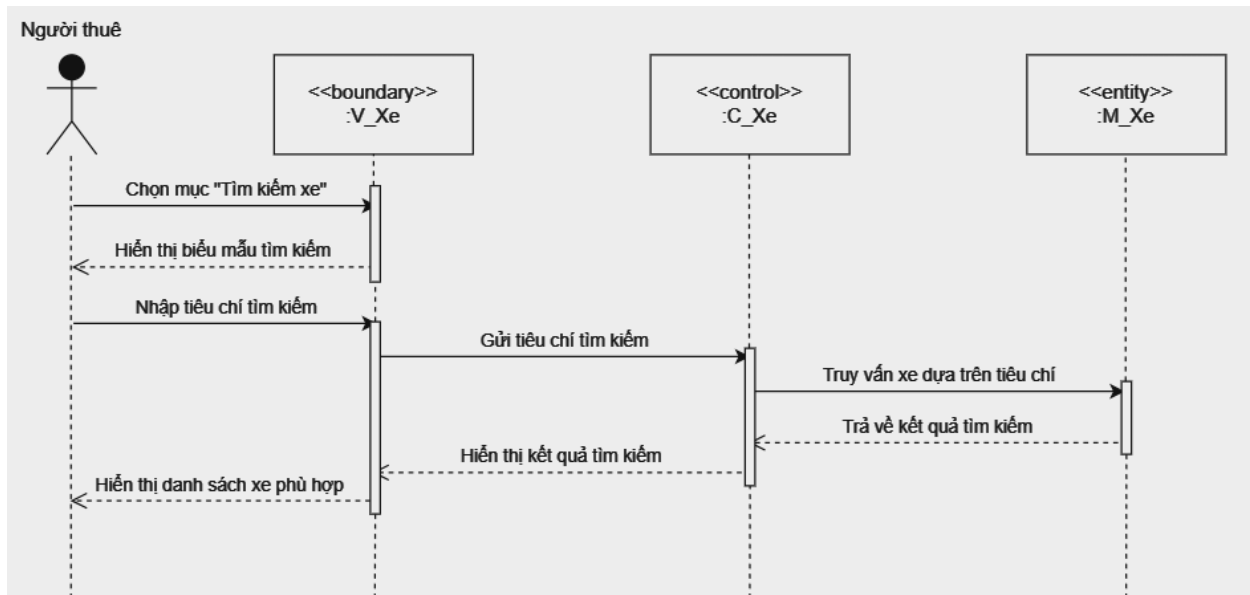 Người thuê
<<boundary>>
:V_Xe
<<control>>
:C_Xe
<<entity>>
:M_Xe
Chọn mục "Tìm kiếm xe"
Hiển thị biểu mẫu tìm kiếm
Nhập tiêu chí tìm kiếm
Gửi tiêu chí tìm kiếm
Truy vấn xe dựa trên tiêu chí
Trả về kết quả tìm kiếm
Hiển thị kết quả tìm kiếm
Hiển thị danh sách xe phù hợp